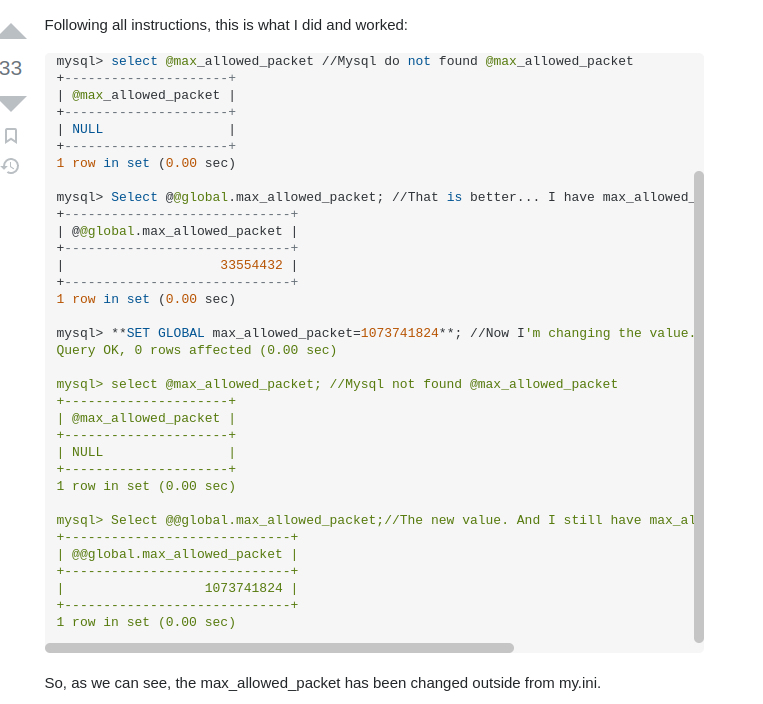 Following all instructions, this is what I did and worked:
33
mysql> select @max_allowed_packet //Mysql do not found @max_allowed_packet
+---------------------+
| @max_allowed_packet |
+---------------------+
| NULL                |
+---------------------+
1 row in set (0.00 sec)
mysql> Select @@global.max_allowed_packet; //That is better... I have max_allowed_
+-----------------------------+
| @@global.max_allowed_packet |
+-----------------------------+
|                    33554432 |
+-----------------------------+
1 row in set (0.00 sec)
mysql> **SET GLOBAL max_allowed_packet=1073741824**; //Now I'm changing the value.
Query OK, 0 rows affected (0.00 sec)
mysql> select @max_allowed_packet; //Mysql not found @max_allowed_packet
+---------------------+
| @max_allowed_packet |
+---------------------+
| NULL                |
+---------------------+
1 row in set (0.00 sec)
mysql> Select @@global.max_allowed_packet;//The new value. And I still have max_al
+-----------------------------+
| @@global.max_allowed_packet |
+-----------------------------+
|                  1073741824 |
+-----------------------------+
1 row in set (0.00 sec)
So, as we can see, the max_allowed_packet has been changed outside from my.ini.